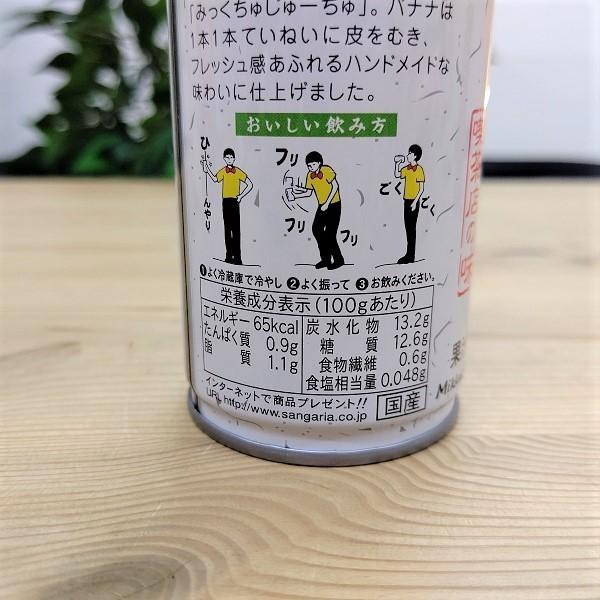 「みっくちゅじゅーちゅ」。バナナは
1本1本ていねいに皮をむき、
フレッシュ感あふれるハンドメイドな
味わいに仕上げました。
おいしい飲み方
ひんやり
フリ
フリ
フリ
ごく
ごく
❶よく冷蔵庫で冷やし ❷よく振って ❸お飲みください。
栄養成分表示(100gあたり)
エネルギー 65kcal
たんぱく質 0.9g
脂質 1.1g
炭水化物 13.2g
糖質 12.6g
食物繊維 0.6g
食塩相当量 0.048g
インターネットで商品プレゼント!!
URL http://www.sangaria.co.jp
国産
喫茶店の味
果